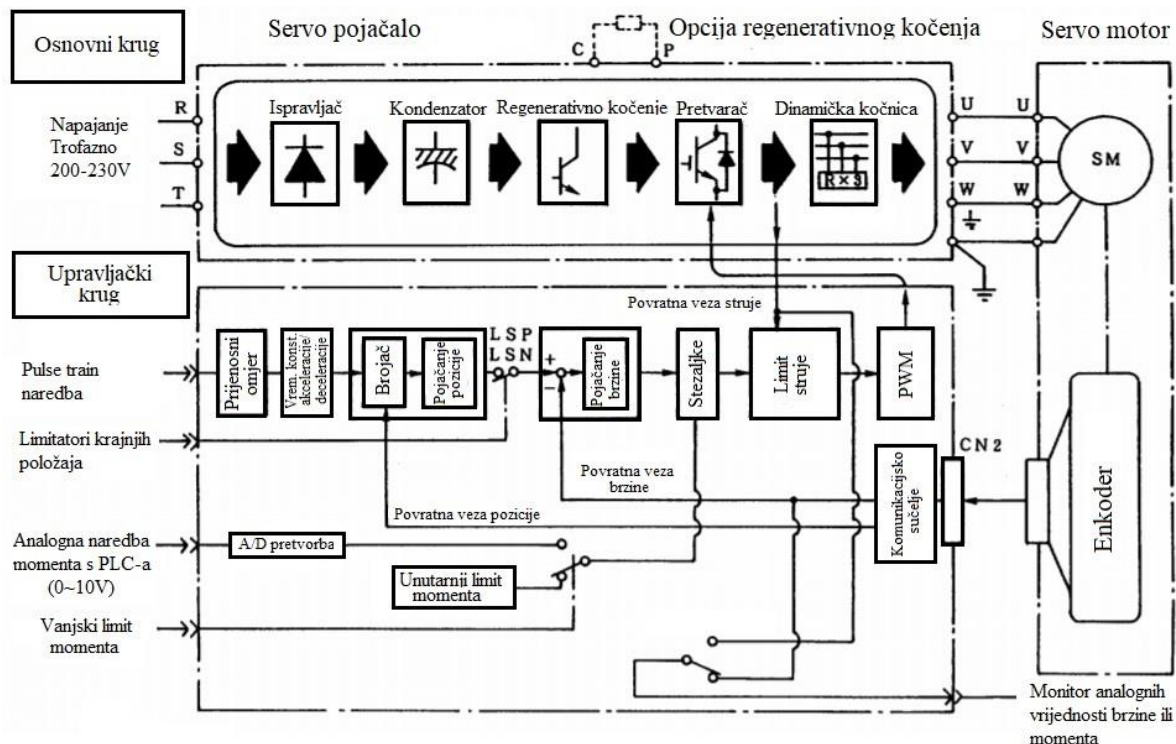 Osnovni krug
Servo pojačalo
Opcija regenerativnog kočenja
Servo motor
C
P
Napajanje
Trofazno
200-230V
R
S
T
Ispravljač
Kondenzator
Regenerativno kočenje
Pretvarač
Dinamička kočnica
R × 3
U
V
W
U
V
W
SM
Upravljački
krug
Povratna veza struje
Pulse train
naredba
Prijenosni
omjer
Vrem. konst.
akceleracije/
deceleracije
Brojač
Pojačanje
pozicije
LSP
LSN
+
-
Pojačanje
brzine
Stezaljke
Limit
struje
PWM
Limitatori krajnjih
položaja
Povratna veza
brzine
Povratna veza pozicije
Komunikacijsko
sučelje
CN2
Enkoder
Analogna naredba
momenta s PLC-a
(0~10V)
A/D pretvorba
Unutarnji limit
momenta
Vanjski limit
momenta
Monitor analognih
vrijednosti brzine ili
momenta